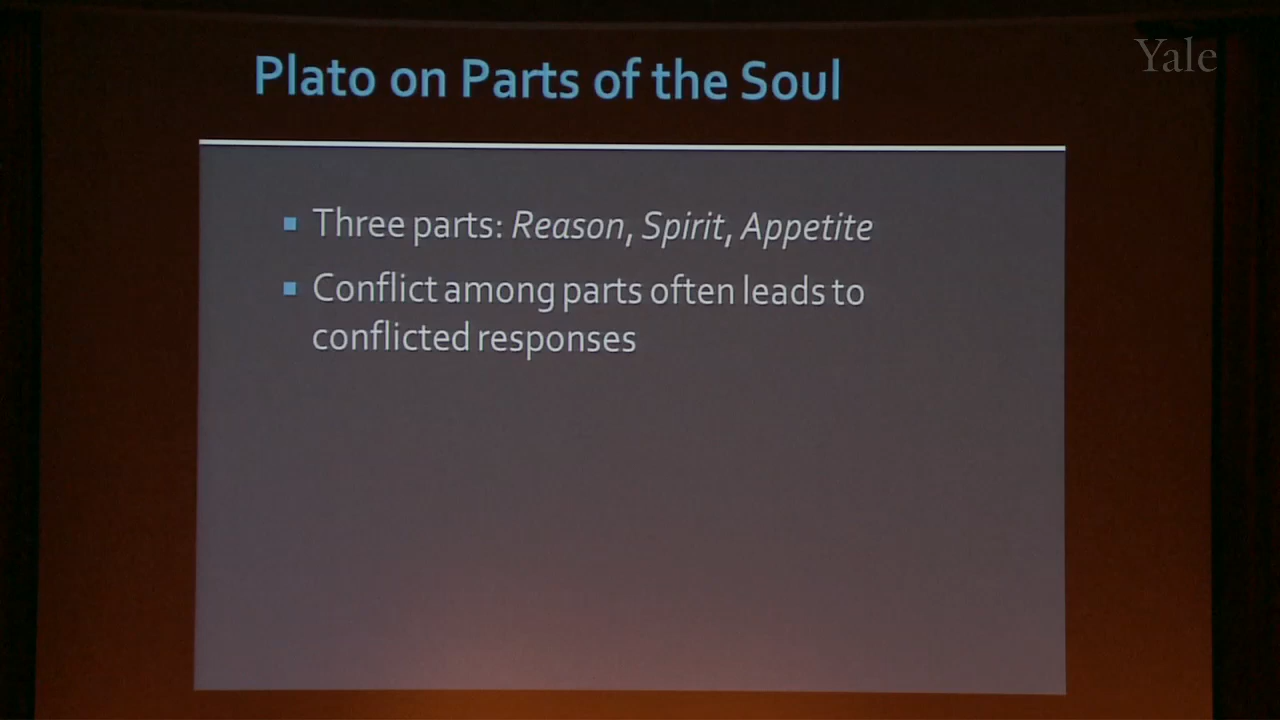 Yale
Plato on Parts of the Soul
Three parts: Reason, Spirit, Appetite
Conflict among parts often leads to
conflicted responses